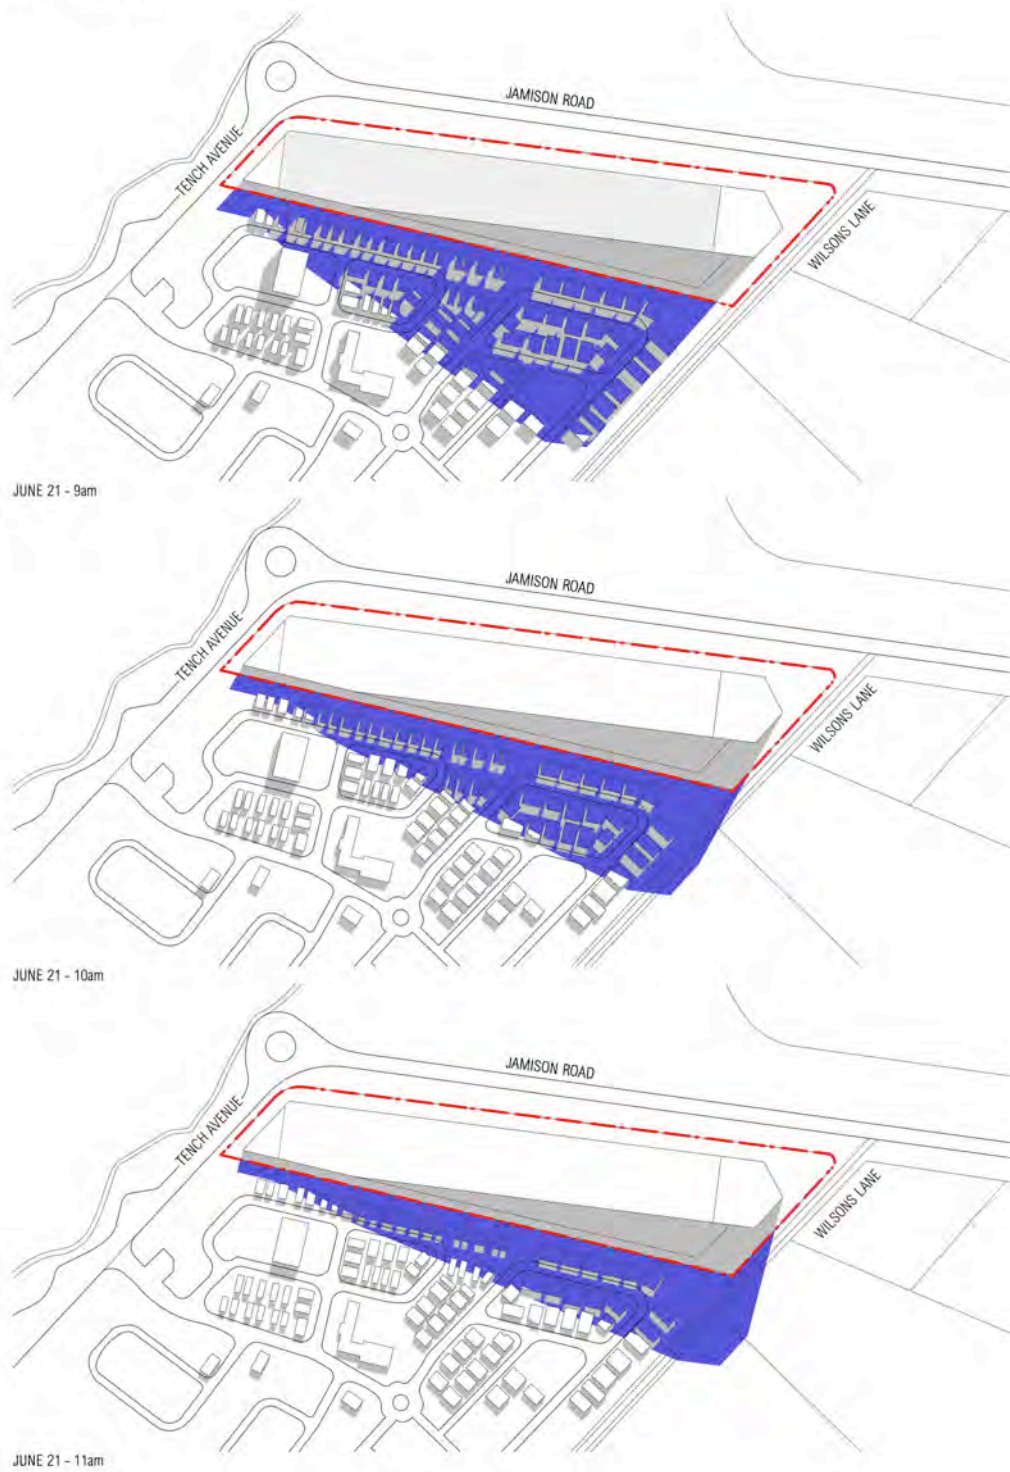 JAMISON ROAD
TENCH AVENUE
WILSONS LANE
JUNE 21 - 9am
JAMISON ROAD
TENCH AVENUE
WILSONS LANE
JUNE 21 - 10am
JAMISON ROAD
TENCH AVENUE
WILSONS LANE
JUNE 21 - 11am